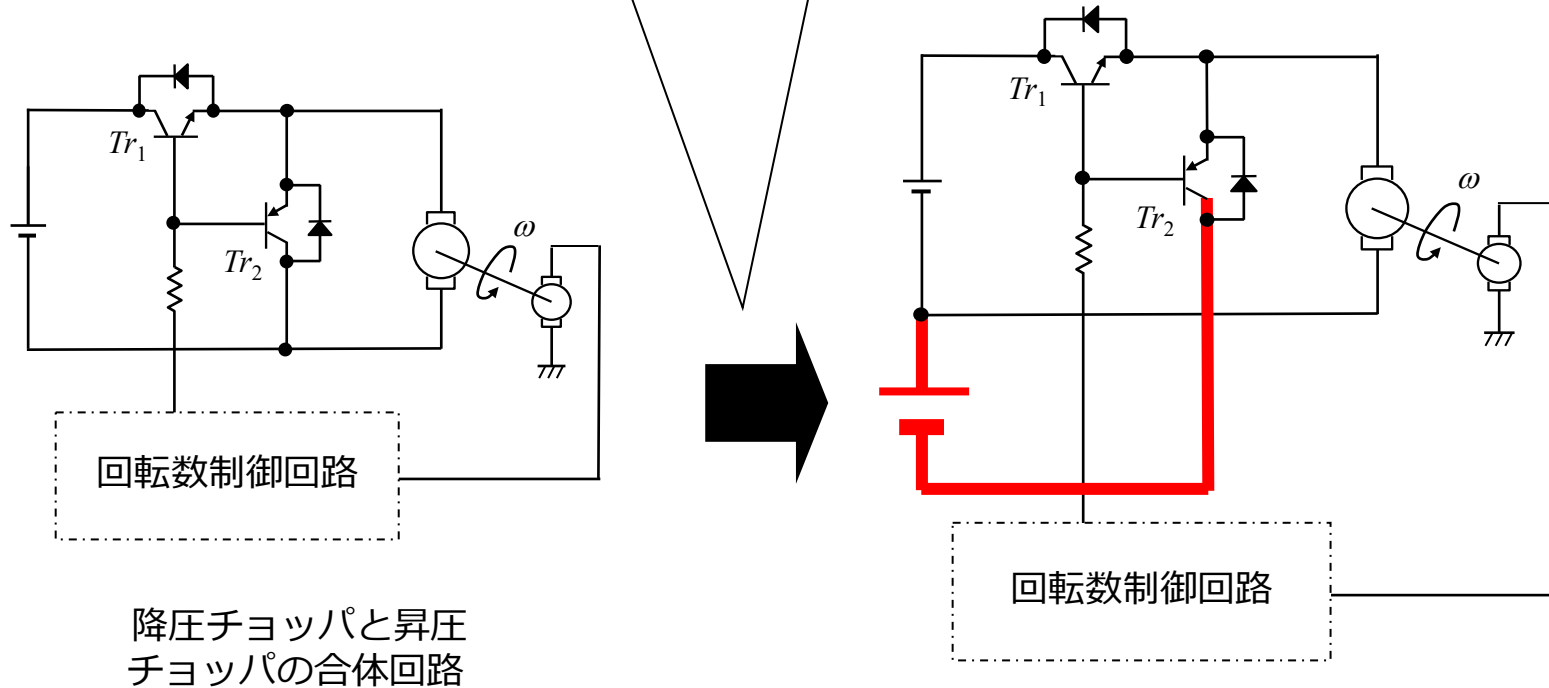 Tr₁
Tr₂
ω
回転数制御回路
降圧チョッパと昇圧
チョッパの合体回路
Tr₁
Tr₂
ω
回転数制御回路